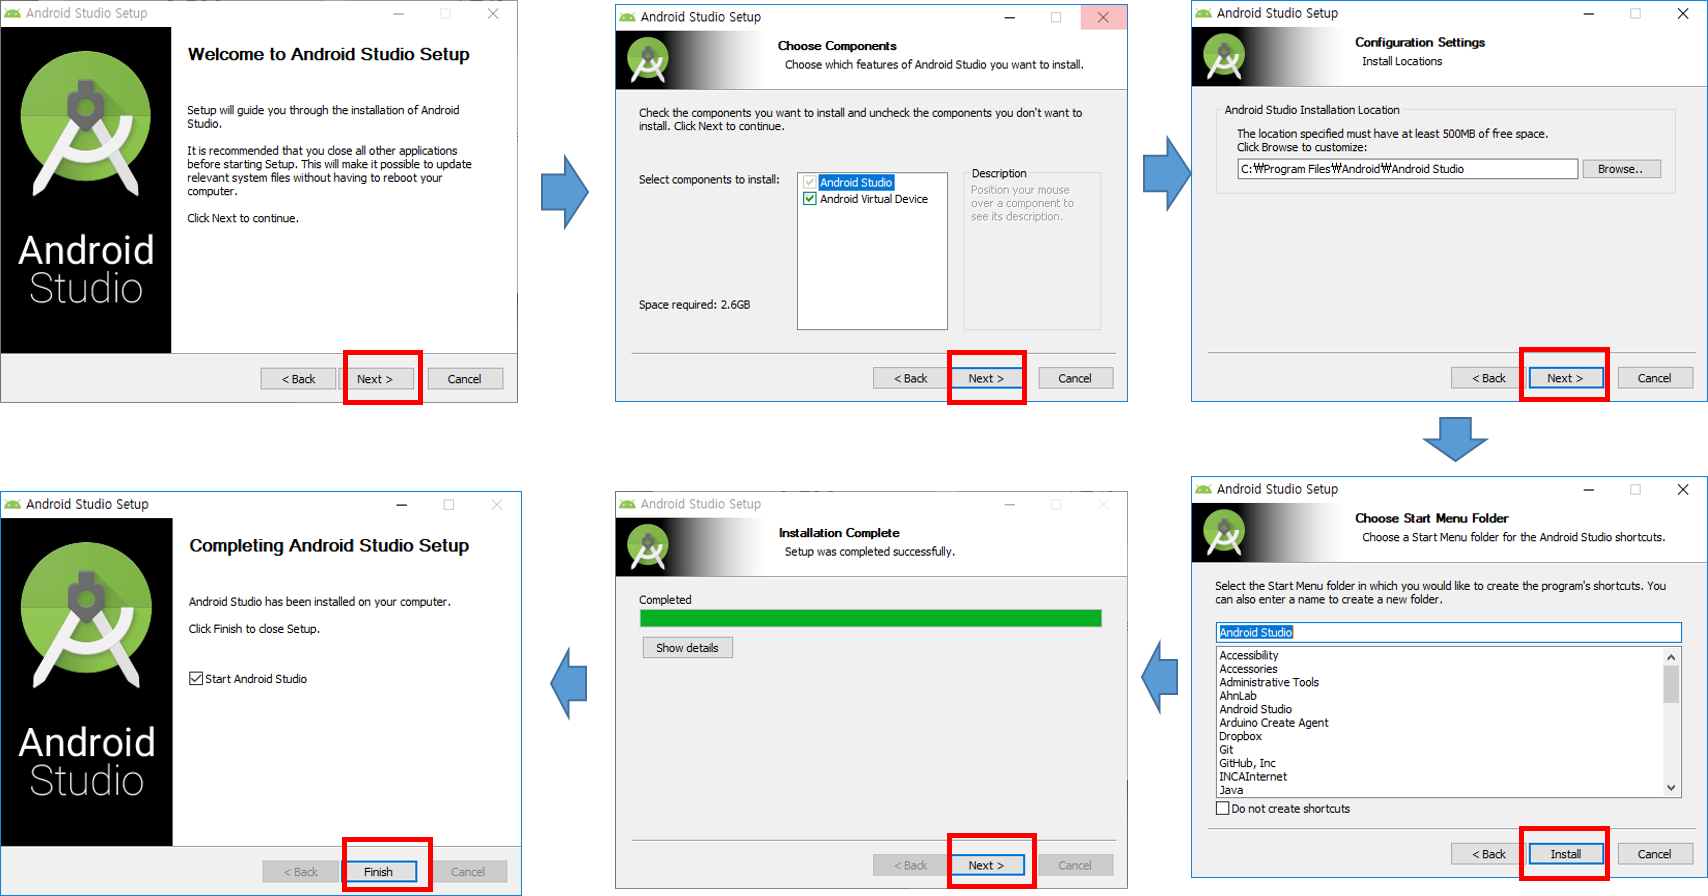 Android Studio Setup
Welcome to Android Studio Setup
Setup will guide you through the installation of Android
Studio.
It is recommended that you close all other applications
before starting Setup. This will make it possible to update
relevant system files without having to reboot your
computer.
Click Next to continue.
Android
Studio
< Back
Next >
Cancel
Android Studio Setup
Choose Components
Choose which features of Android Studio you want to install.
Check the components you want to install and uncheck the components you don't want to
install. Click Next to continue.
Select components to install:
Android Studio
Android Virtual Device
Description
Position your mouse
over a component to
see its description.
Space required: 2.6GB
< Back
Next >
Cancel
Android Studio Setup
Configuration Settings
Install Locations
Android Studio Installation Location
The location specified must have at least 500MB of free space.
Click Browse to customize:
C:₩Program Files₩Android₩Android Studio
Browse..
< Back
Next >
Cancel
Android Studio Setup
Choose Start Menu Folder
Choose a Start Menu folder for the Android Studio shortcuts.
Select the Start Menu folder in which you would like to create the program's shortcuts. You
can also enter a name to create a new folder.
Android Studio
Accessibility
Accessories
Administrative Tools
AhnLab
Android Studio
Arduino Create Agent
Dropbox
Git
GitHub, Inc
INCAInternet
Java
Do not create shortcuts
< Back
Install
Cancel
Android Studio Setup
Installation Complete
Setup was completed successfully.
Completed
Show details
< Back
Next >
Cancel
Android Studio Setup
Completing Android Studio Setup
Android Studio has been installed on your computer.
Click Finish to close Setup.
Start Android Studio
Android
Studio
< Back
Finish
Cancel